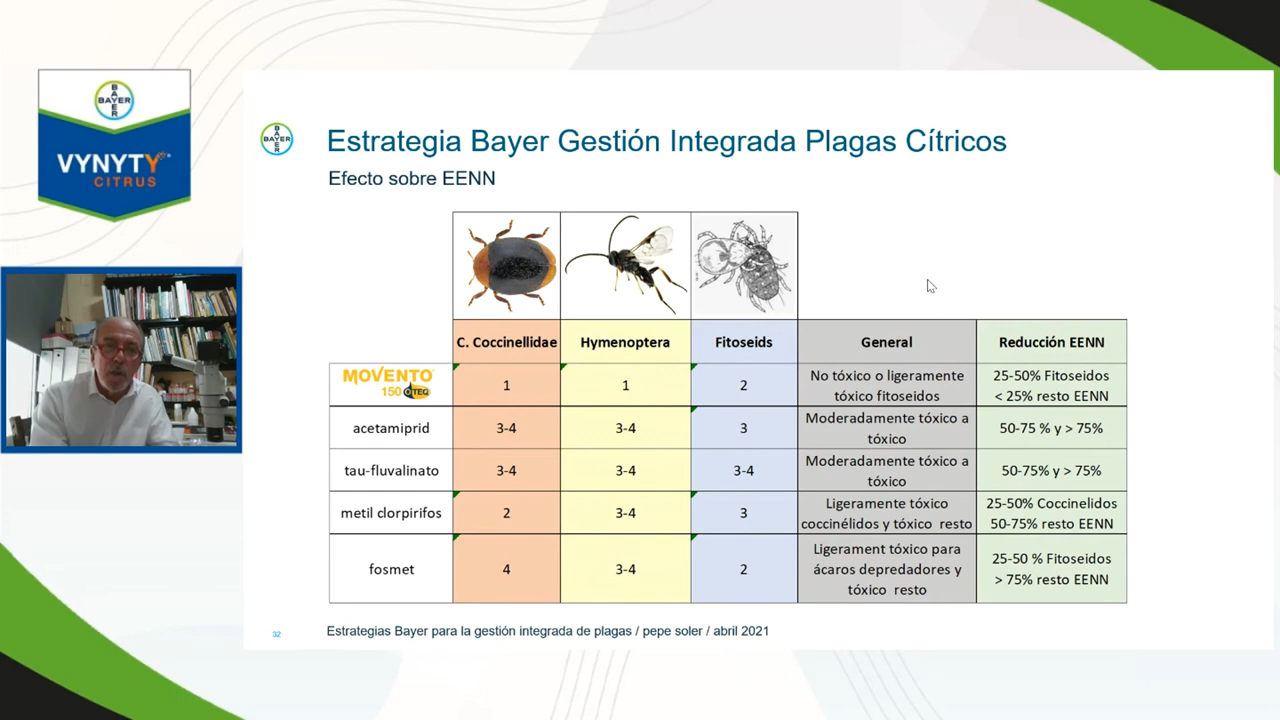 BAYER
BAYER
VYNYTY
CITRUS
BAYER
BAYER
Estrategia Bayer Gestión Integrada Plagas Cítricos
Efecto sobre EENN
C. Coccinellidae Hymenoptera Fitoseids General Reducción EENN
MOVENTO
150 O-TEQ
1 1 2
No tóxico o ligeramente
tóxico fitoseidos
25-50% Fitoseidos
< 25% resto EENN
acetamiprid 3-4 3-4 3
Moderadamente tóxico a
tóxico
50-75 % y > 75%
tau-fluvalinato 3-4 3-4 3-4
Moderadamente tóxico a
tóxico
50-75% y > 75%
metil clorpirifos 2 3-4 3
Ligeramente tóxico
coccinélidos y tóxico resto
25-50% Coccinelidos
50-75% resto EENN
fosmet 4 3-4 2
Ligerament tóxico para
ácaros depredadores y
tóxico resto
25-50 % Fitoseidos
> 75% resto EENN
32
Estrategias Bayer para la gestión integrada de plagas / pepe soler / abril 2021